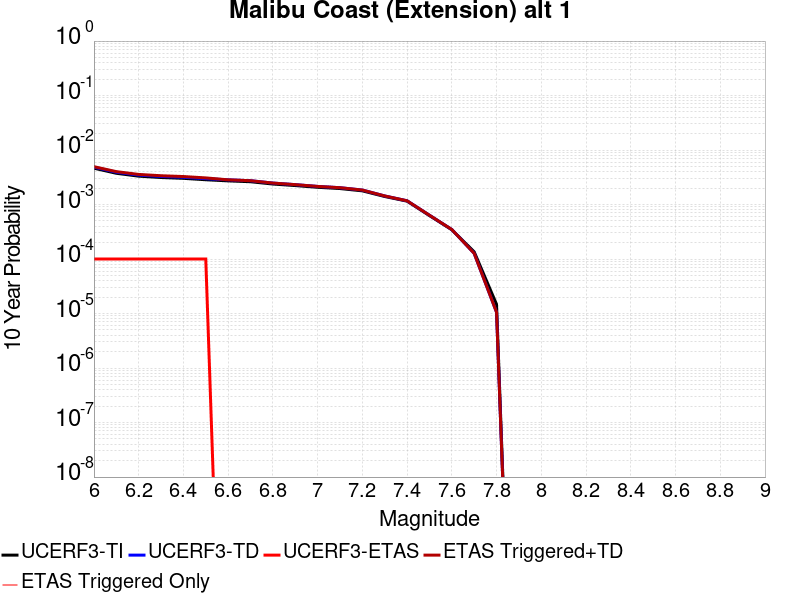 Malibu Coast (Extension) alt 1
10^0
10^-1
10^-2
10^-3
10^-4
10^-5
10^-6
10^-7
10^-8
10 Year Probability
6 6.2 6.4 6.6 6.8 7 7.2 7.4 7.6 7.8 8 8.2 8.4 8.6 8.8 9
Magnitude
UCERF3-TI UCERF3-TD UCERF3-ETAS ETAS Triggered+TD
ETAS Triggered Only